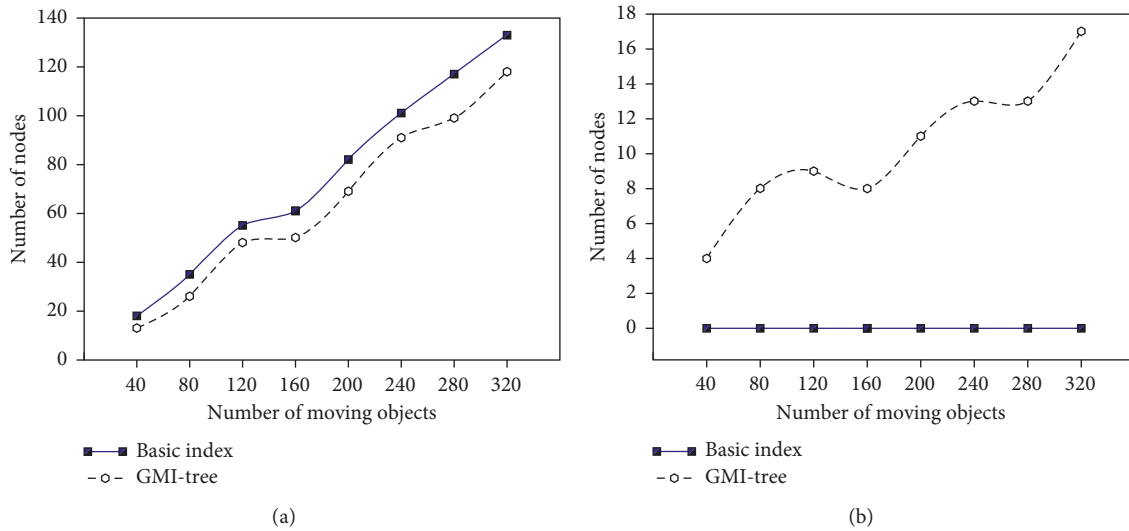 140
120
100
80
60
40
20
0
Number of nodes
40 80 120 160 200 240 280 320
Number of moving objects
Basic index
GMI-tree
(a)
18
16
14
12
10
8
6
4
2
0
Number of nodes
40 80 120 160 200 240 280 320
Number of moving objects
Basic index
GMI-tree
(b)